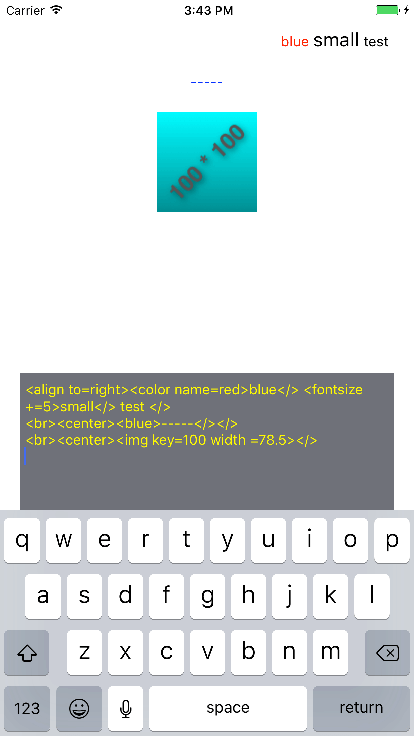 Carrier 3:43 PM
blue small test
-----
100 * 100
<align to=right><color name=red>blue</> <fontsize
+=5>small</> test </>
<br><center><blue>-----</></>
<br><center><img key=100 width =78.5></>
q w e r t y u i o p
a s d f g h j k l
z x c v b n m
123 space return